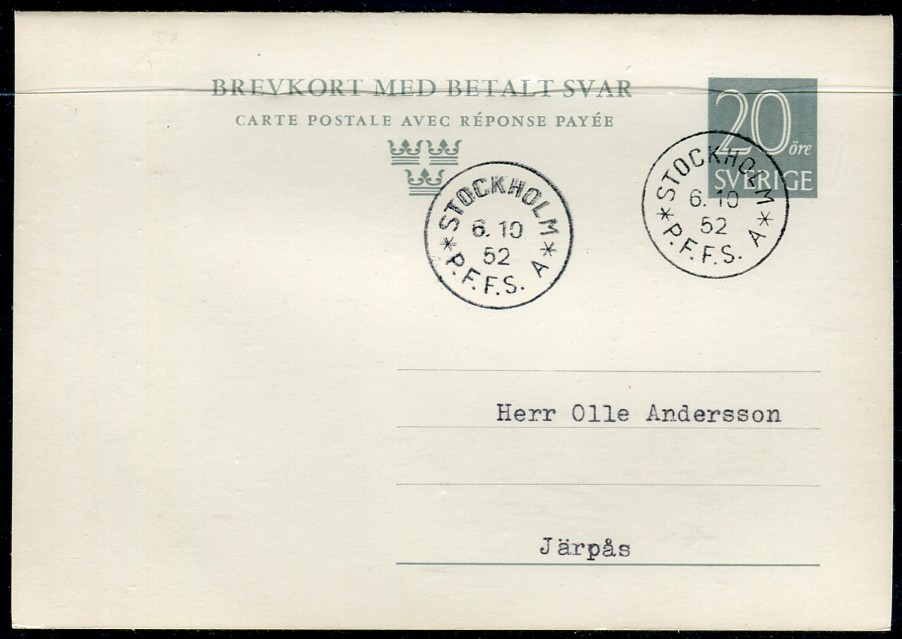 BREVKORT MED BETALT SVAR
CARTE POSTALE AVEC RÉPONSE PAYÉE
20 öre
SVERIGE
* STOCKHOLM *
6. 10
52
P.F.F.S. A
* STOCKHOLM *
6. 10
52
P.F.F.S. A
Herr Olle Andersson
Järpås